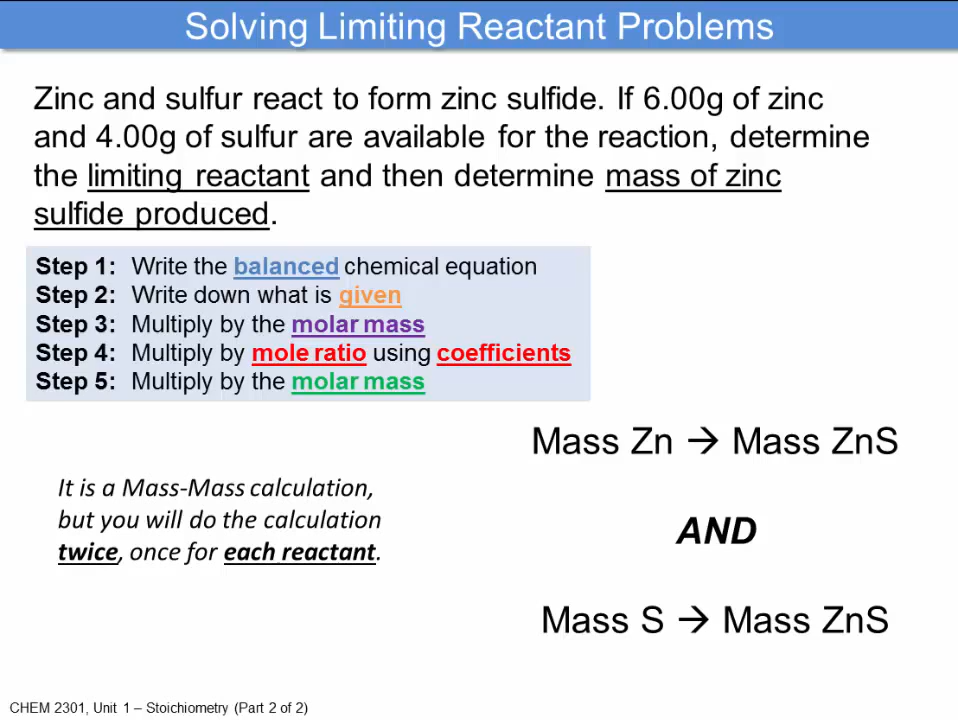 Solving Limiting Reactant Problems
Zinc and sulfur react to form zinc sulfide. If 6.00g of zinc
and 4.00g of sulfur are available for the reaction, determine
the limiting reactant and then determine mass of zinc
sulfide produced.
Step 1: Write the balanced chemical equation
Step 2: Write down what is given
Step 3: Multiply by the molar mass
Step 4: Multiply by mole ratio using coefficients
Step 5: Multiply by the molar mass
Mass Zn → Mass ZnS
It is a Mass-Mass calculation,
but you will do the calculation
twice, once for each reactant.
AND
Mass S → Mass ZnS
CHEM 2301, Unit 1 – Stoichiometry (Part 2 of 2)